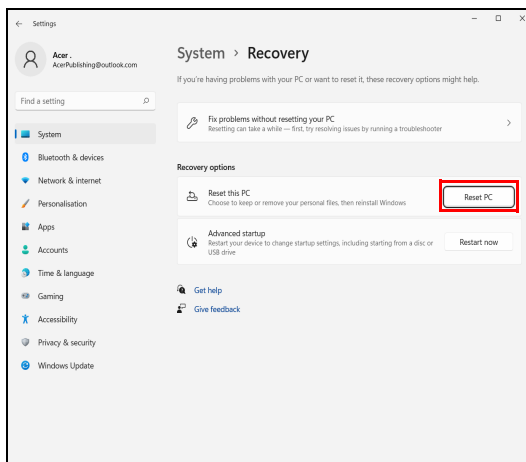 Settings
Acer .
AcerPublishing@outlook.com
Find a setting
System
Bluetooth & devices
Network & internet
Personalisation
Apps
Accounts
Time & language
Gaming
Accessibility
Privacy & security
Windows Update
System > Recovery
If you're having problems with your PC or want to reset it, these recovery options might help.
Fix problems without resetting your PC
Resetting can take a while — first, try resolving issues by running a troubleshooter
Recovery options
Reset this PC
Choose to keep or remove your personal files, then reinstall Windows
Reset PC
Advanced startup
Restart your device to change startup settings, including starting from a disc or
USB drive
Restart now
Get help
Give feedback